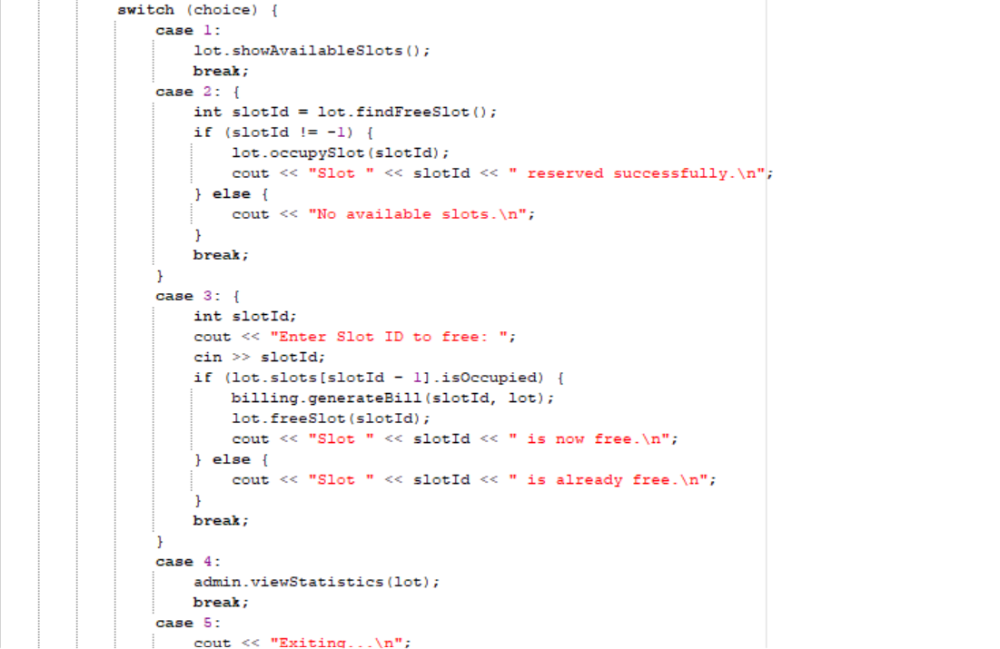 switch (choice) {
case 1:
lot.showAvailableSlots();
break;
case 2: {
int slotId = lot.findFreeSlot();
if (slotId != -1) {
lot.occupySlot(slotId);
cout << "Slot " << slotId << " reserved successfully.\n";
} else {
cout << "No available slots.\n";
}
break;
}
case 3: {
int slotId;
cout << "Enter Slot ID to free: ";
cin >> slotId;
if (lot.slots[slotId - 1].isOccupied) {
billing.generateBill(slotId, lot);
lot.freeSlot(slotId);
cout << "Slot " << slotId << " is now free.\n";
} else {
cout << "Slot " << slotId << " is already free.\n";
}
break;
}
case 4:
admin.viewStatistics(lot);
break;
case 5:
cout << "Exiting...\n";